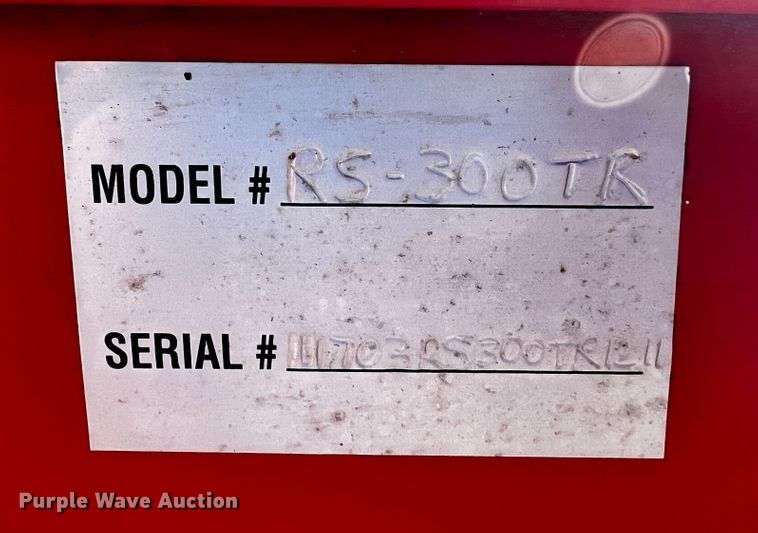 MODEL # RS-300TR
SERIAL #
Purple Wave Auction